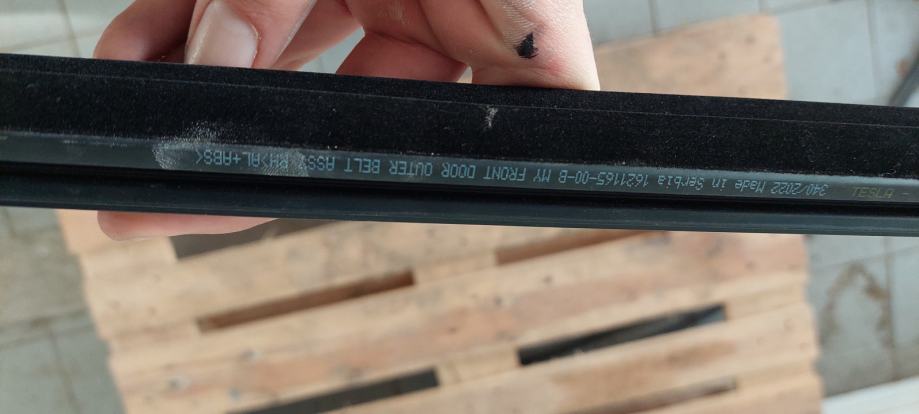 TESLA 340/2022 Made in Serbia 1621165-00-B MY FRONT DOOR OUTER BELT ASSY RH>AL+ABS<